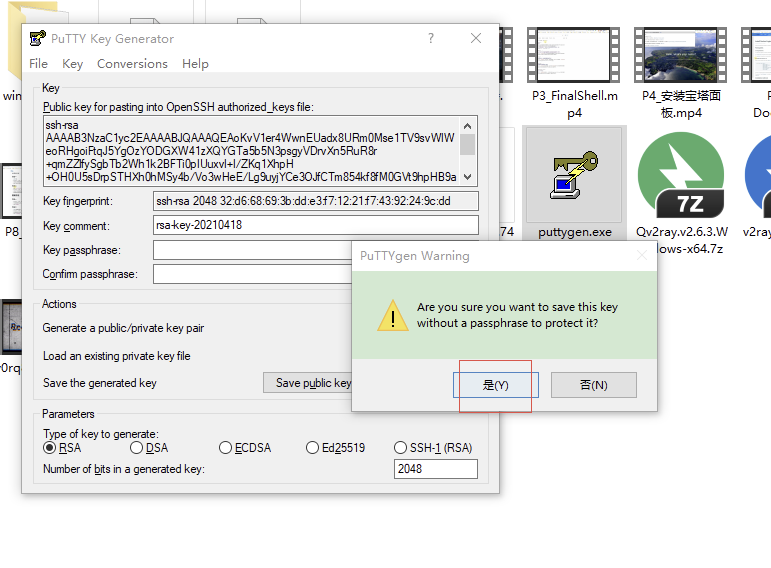 PuTTY Key Generator
?
File Key Conversions Help
Key
Public key for pasting into OpenSSH authorized_keys file:
ssh-rsa
AAAAB3NzaC1yc2EAAAABJQAAAQEAoKvV1er4WwnEUadx8URm0Mse1TV9svWlW
eoRHgoiFtqJ5YgOzYODGXW41zXQYGTa5b5N3psgyVDrvXn5RuR8r
+qmZZlfySgbTb2Wh1k2BFTi0pIUuxvl+I/ZKq1XhpH
+OH0U5sDrpSTHXh0hMSy4b/Vo3wHeE/Lg9uyjYCe3OJfCTm854kf8fM0GVt9hpHB9a
Key fingerprint:
ssh-rsa 2048 32:d6:68:69:3b:dd:e3:f7:12:21:f7:43:92:24:9c:dd
Key comment:
rsa-key-20210418
Key passphrase:
Confirm passphrase:
Actions
Generate a public/private key pair
Load an existing private key file
Save the generated key
Save public key
Parameters
Type of key to generate:
RSA
DSA
ECDSA
Ed25519
SSH-1 (RSA)
Number of bits in a generated key:
2048
PuTTYgen Warning
Are you sure you want to save this key
without a passphrase to protect it?
是(Y)
否(N)
win
P3_FinalShell.m
p4
P4_安装宝塔面
板.mp4
Do
P8_
74
puttygen.exe
7Z
Qv2ray.v2.6.3.W
ows-x64.7z
v2ray